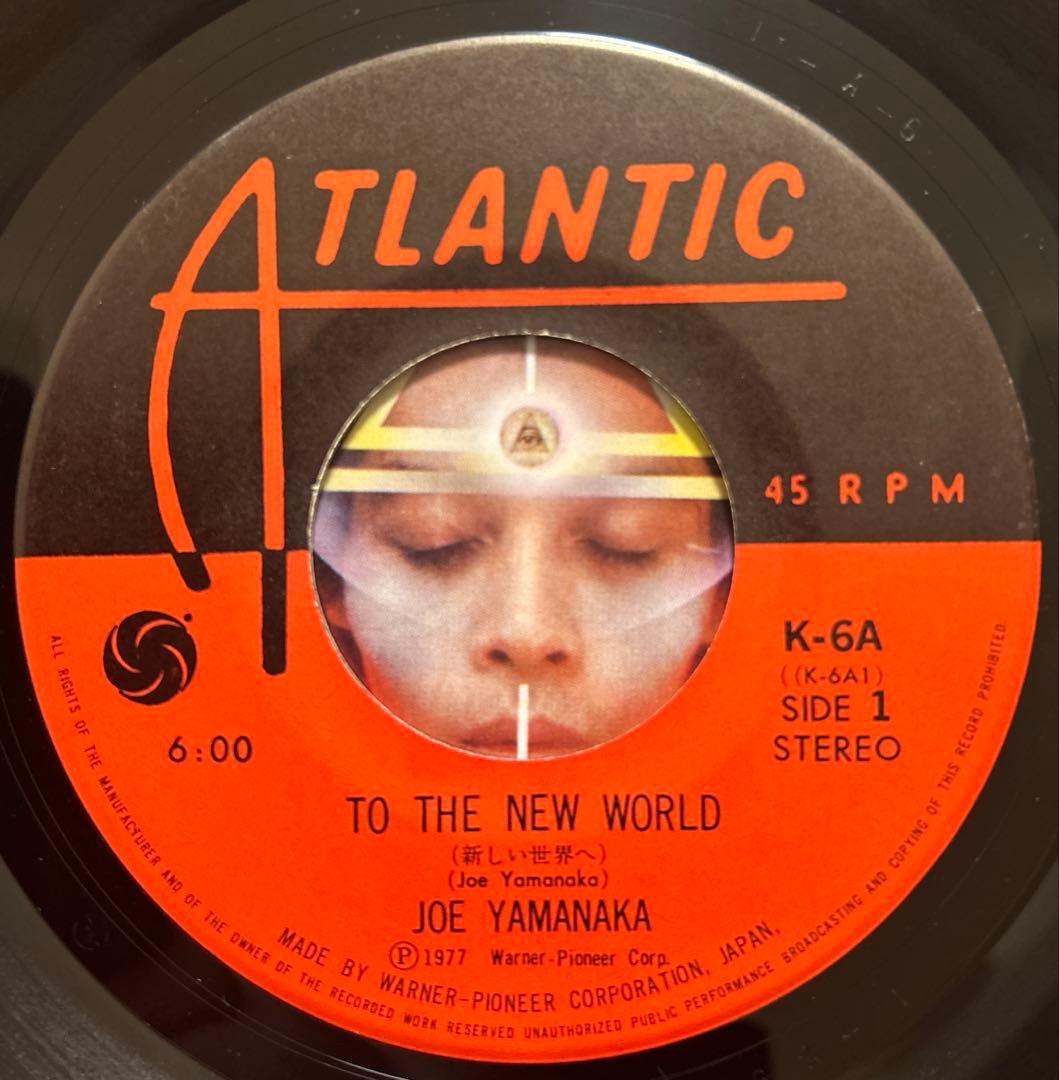 ATLANTIC
45 RPM
K-6A
((K-6A1)
SIDE 1
STEREO
6:00
TO THE NEW WORLD
(新しい世界へ)
(Joe Yamanaka)
JOE YAMANAKA
Ⓟ1977 Warner-Pioneer Corp.
MADE BY WARNER-PIONEER CORPORATION, JAPAN,
ALL RIGHTS OF THE MANUFACTURER AND OF THE OWNER OF THE RECORDED WORK RESERVED UNAUTHORIZED PUBLIC PERFORMANCE BROADCASTING AND COPYING OF THIS RECORD PROHIBITED